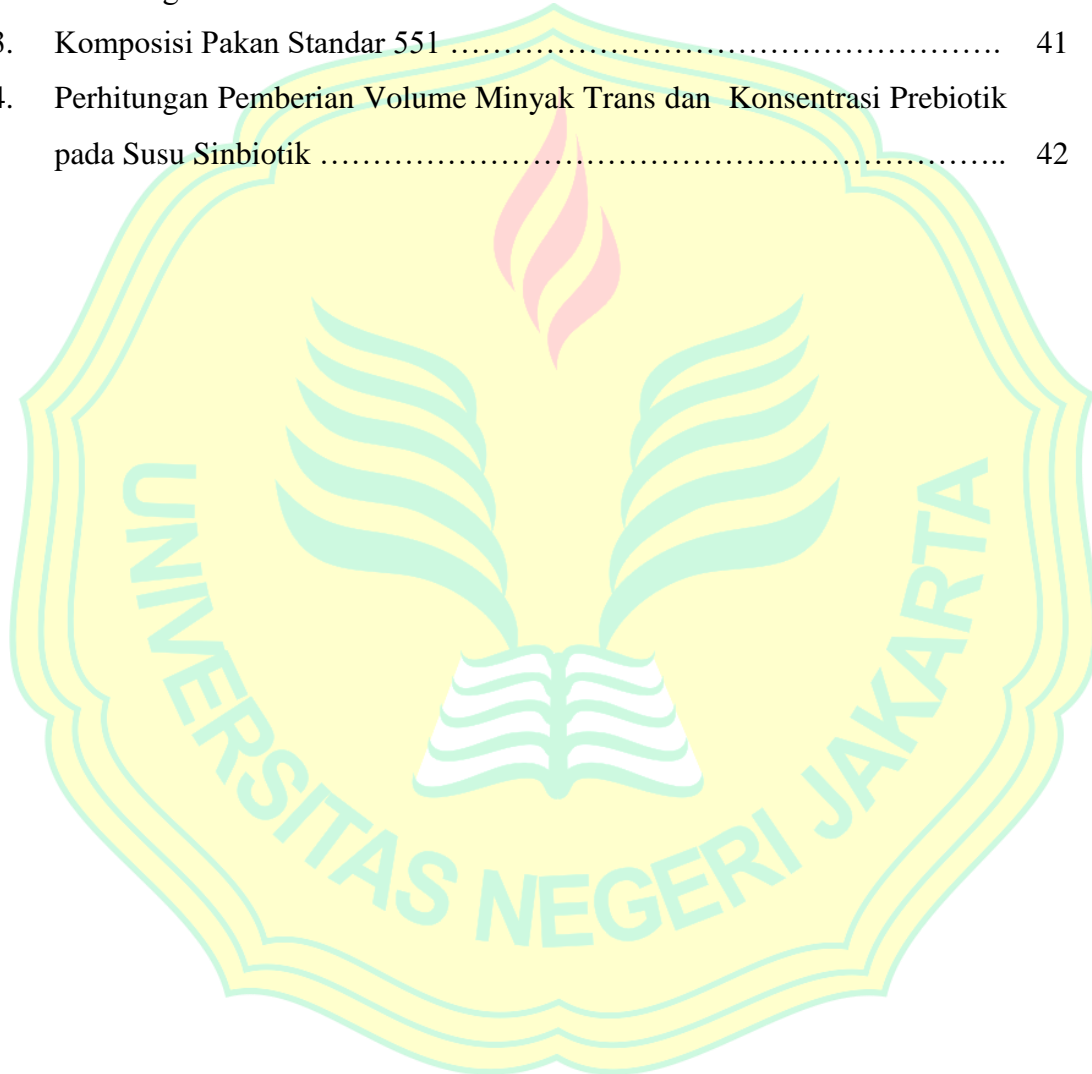 3. Komposisi Pakan Standar 551 ………………………………………………. 41
4. Perhitungan Pemberian Volume Minyak Trans dan Konsentrasi Prebiotik
pada Susu Sinbiotik ………………………………………………………….. 42
UNIVERSITAS NEGERI JAKARTA